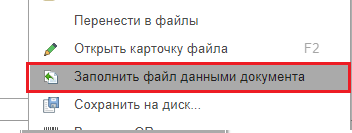 Перенести в файлы
Открыть карточку файла F2
Заполнить файл данными документа
Сохранить на диск...